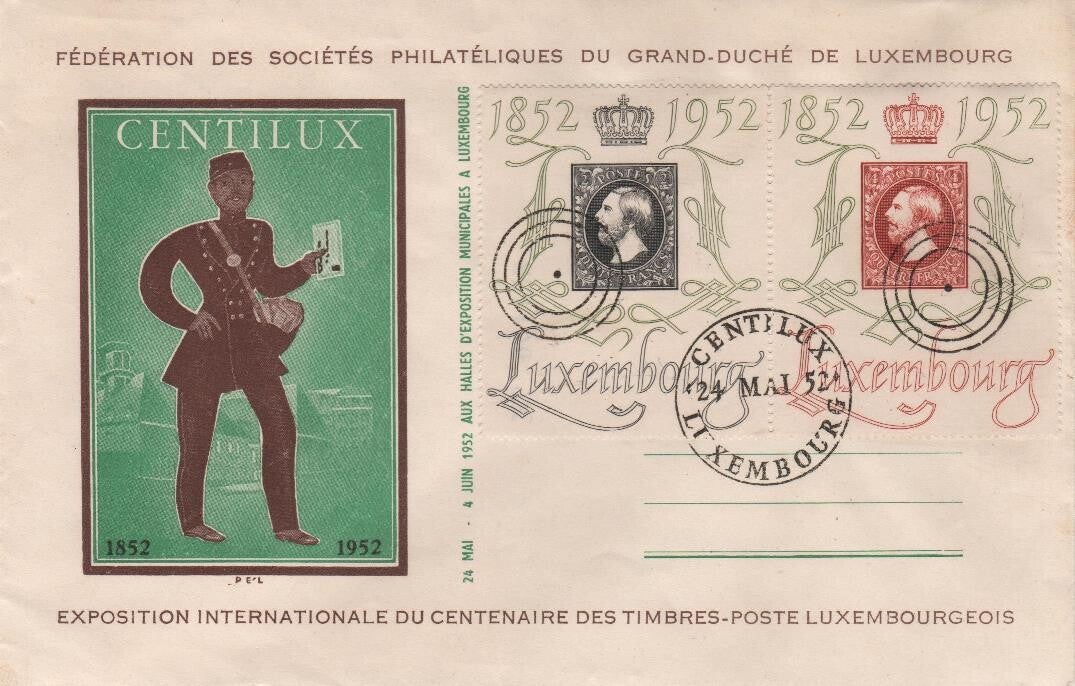 FÉDÉRATION DES SOCIÉTÉS PHILATÉLIQUES DU GRAND-DUCHÉ DE LUXEMBOURG
CENTILUX
1852 1952
P E'L
24 MAI - 4 JUIN 1952 AUX HALLES D'EXPOSITION MUNICIPALES A LUXEMBOURG
1852 1952
POSTES
Luxembourg
1852 1952
POSTES
Luxembourg
CENTILUX
24 MAI 52
LUXEMBOURG
EXPOSITION INTERNATIONALE DU CENTENAIRE DES TIMBRES-POSTE LUXEMBOURGEOIS